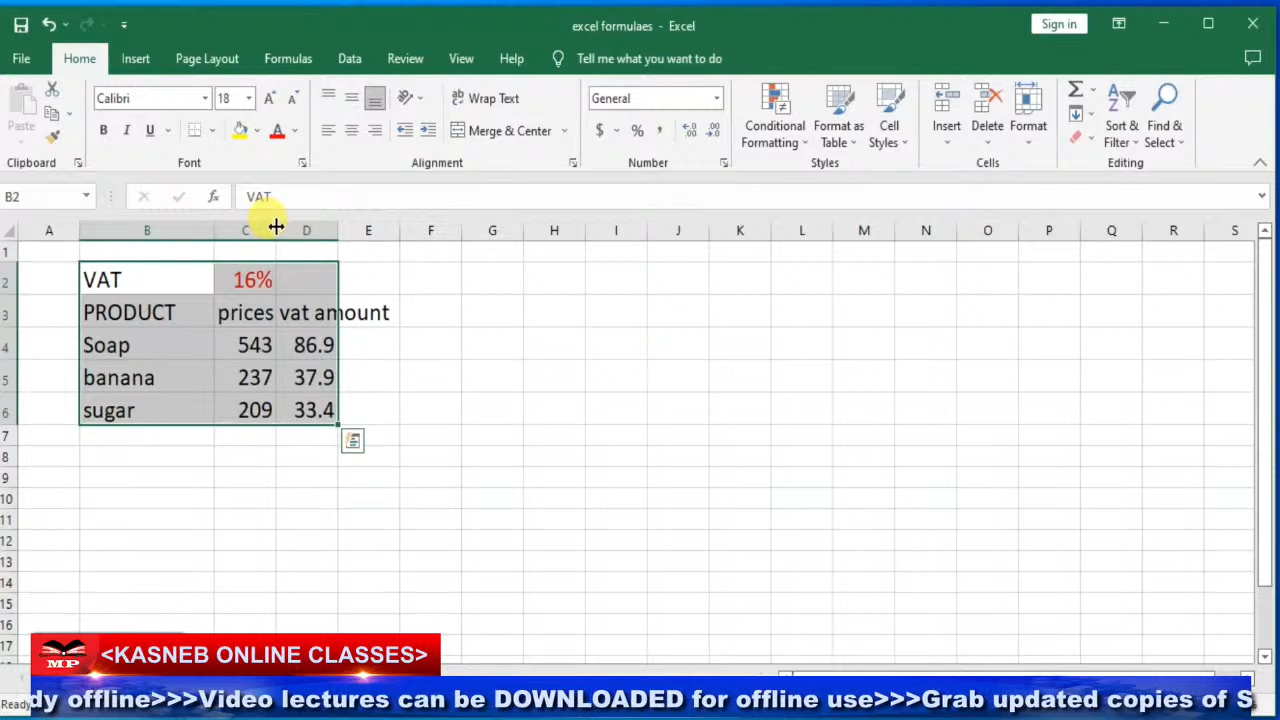 excel formulaes - Excel
Sign in
File Home Insert Page Layout Formulas Data Review View Help Tell me what you want to do
Paste
Calibri 18 A A
Wrap Text
General
B I U A
Merge & Center
$ % ,
Conditional Formatting
Format as Table
Cell Styles
Insert Delete Format
Sort & Filter
Find & Select
Clipboard Font Alignment Number Styles Cells Editing
B2 fx VAT
A B C D E F G H I J K L M N O P Q R S
1
2 VAT 16%
3 PRODUCT prices vat amount
4 Soap 543 86.9
5 banana 237 37.9
6 sugar 209 33.4
7
8
9
10
11
12
13
14
15
16
17
MP <KASNEB ONLINE CLASSES>
Ready
dy offline>>>Video lectures can be DOWNLOADED for offline use>>>Grab updated copies of S